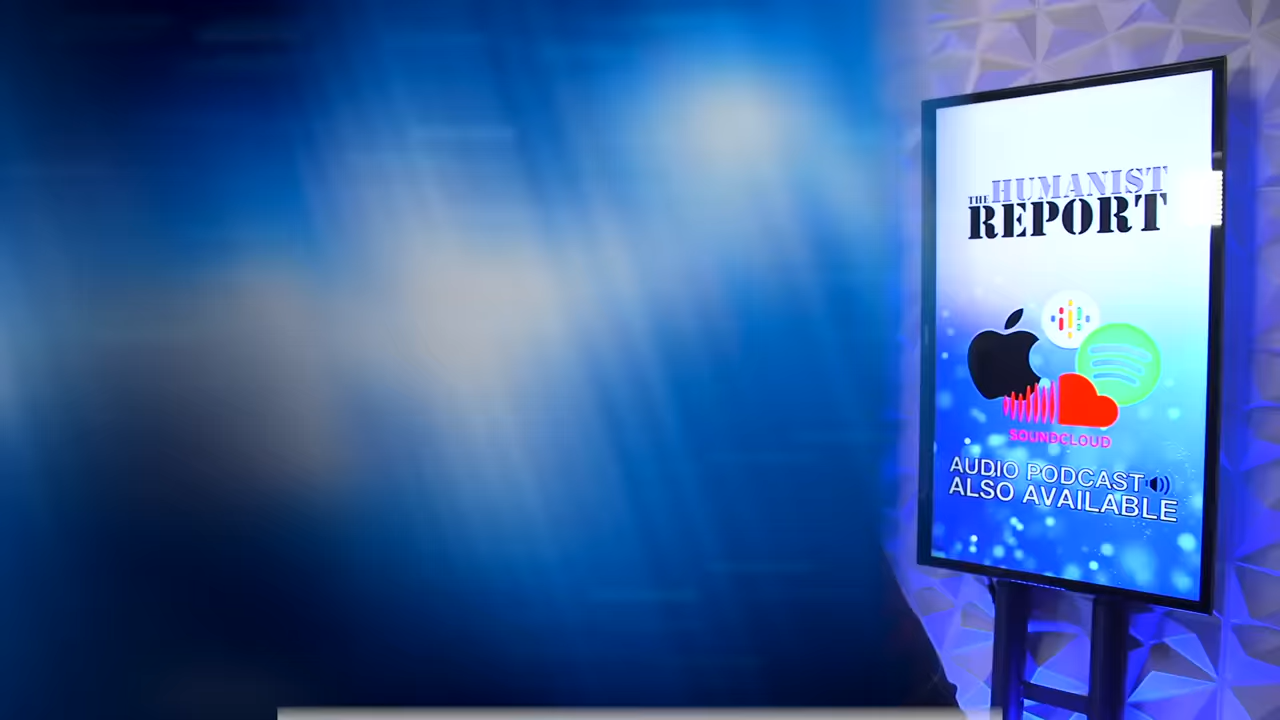 THE HUMANIST
REPORT
SOUNDCLOUD
AUDIO PODCAST
ALSO AVAILABLE